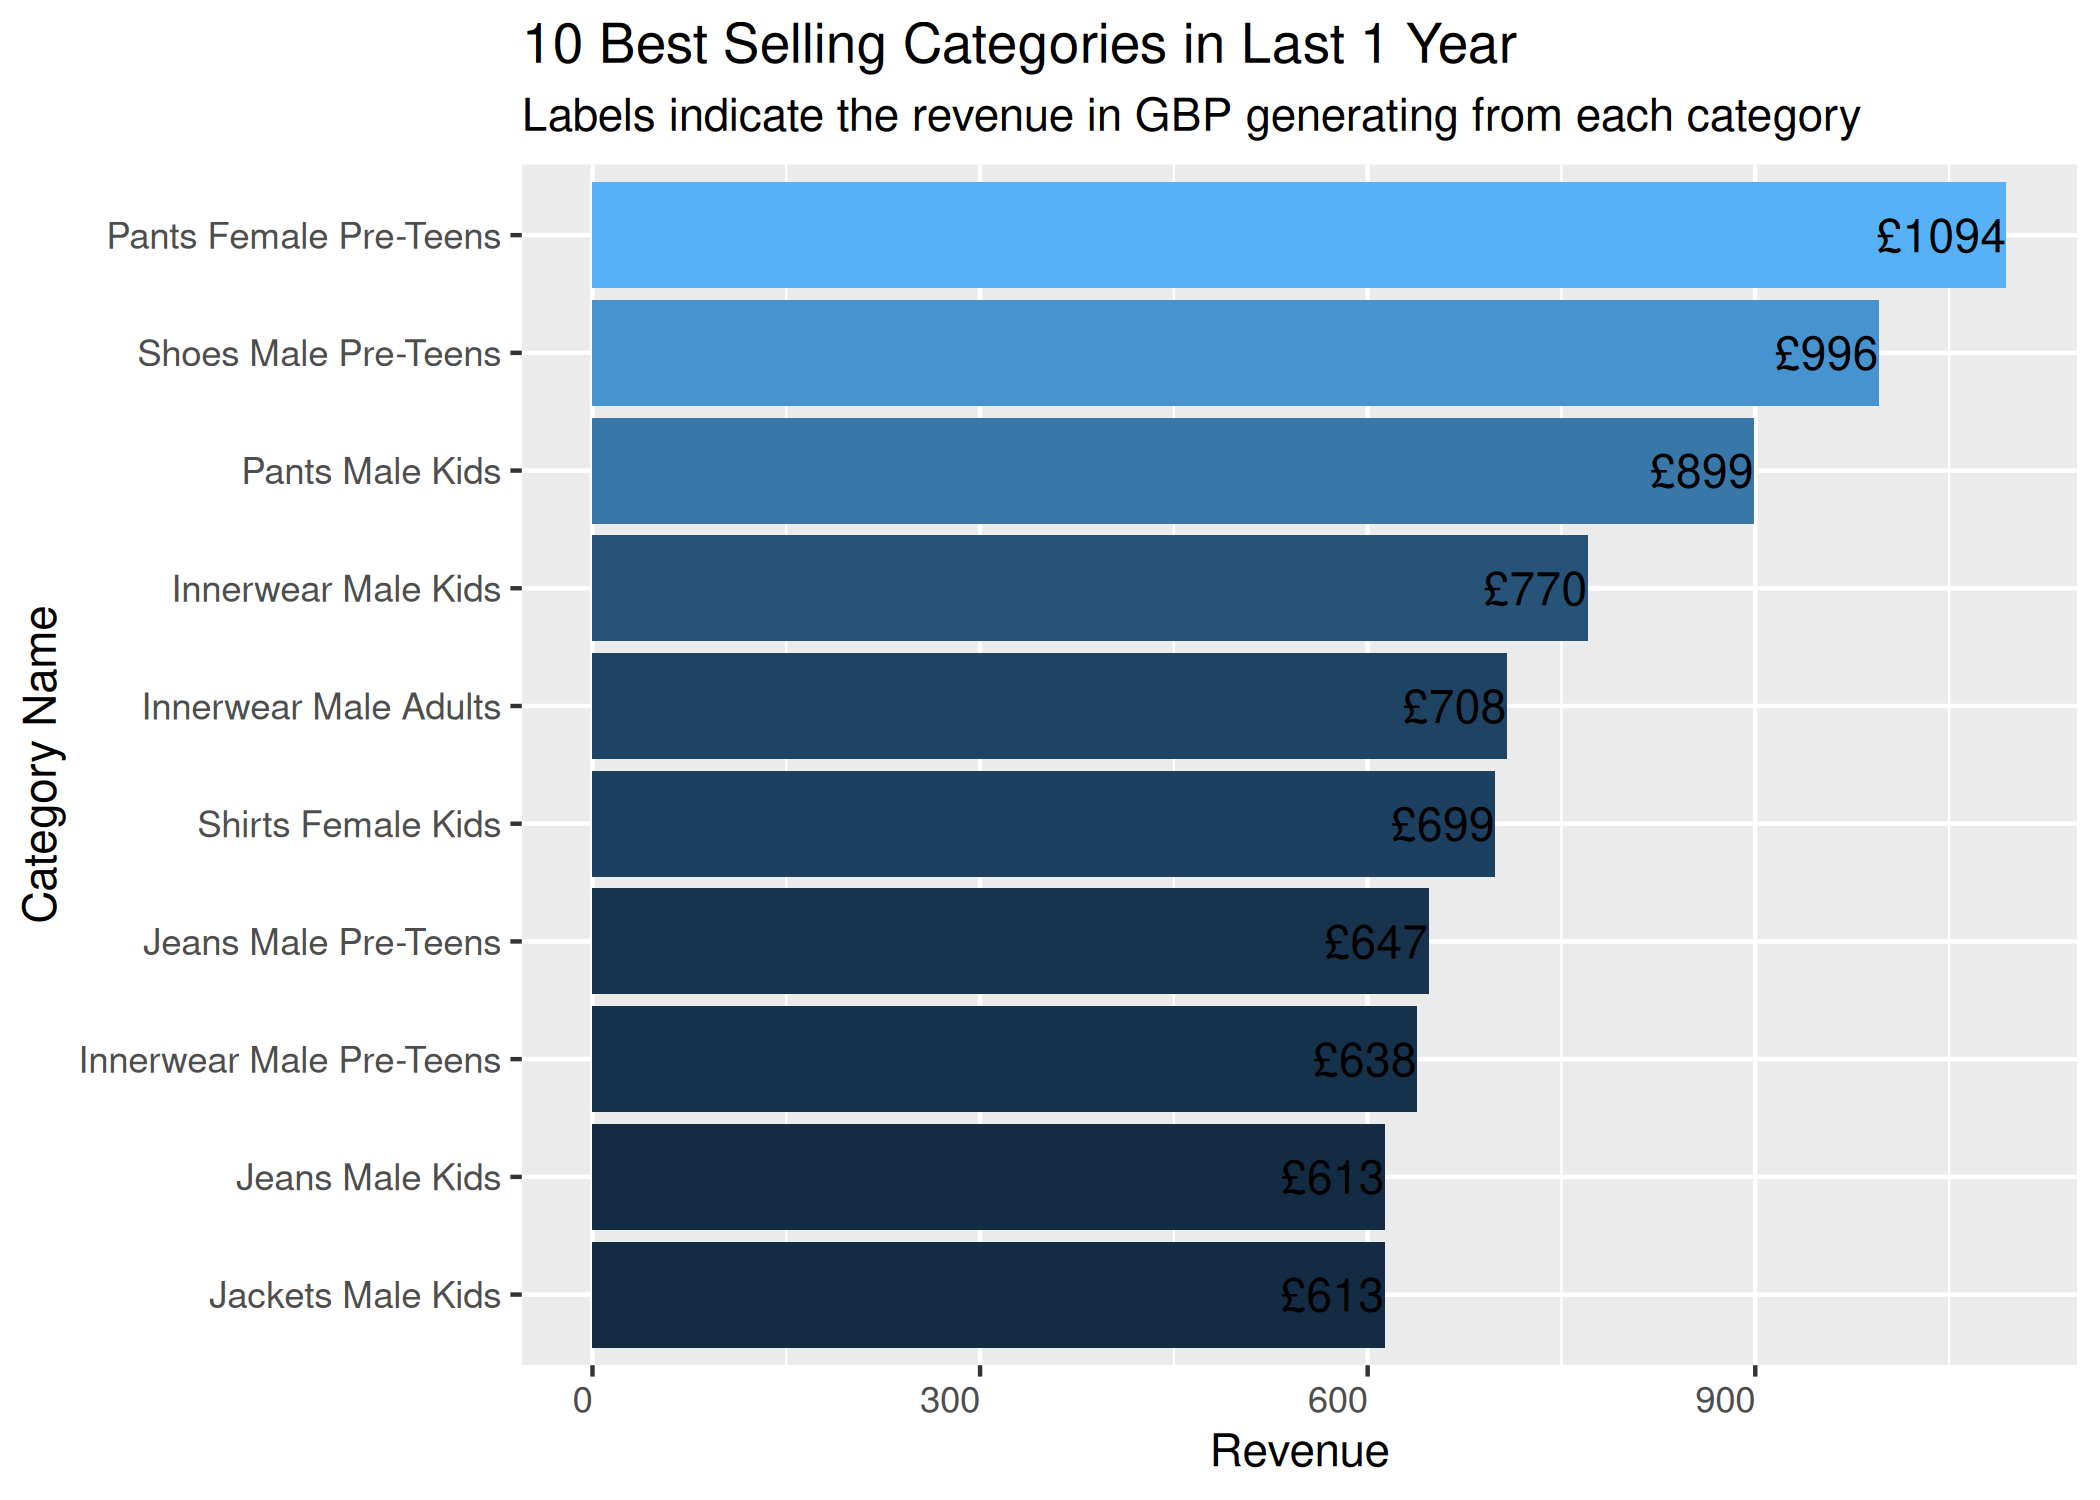 10 Best Selling Categories in Last 1 Year
Labels indicate the revenue in GBP generating from each category
Category Name
Pants Female Pre-Teens £1094
Shoes Male Pre-Teens £996
Pants Male Kids £899
Innerwear Male Kids £770
Innerwear Male Adults £708
Shirts Female Kids £699
Jeans Male Pre-Teens £647
Innerwear Male Pre-Teens £638
Jeans Male Kids £613
Jackets Male Kids £613
0 300 600 900
Revenue